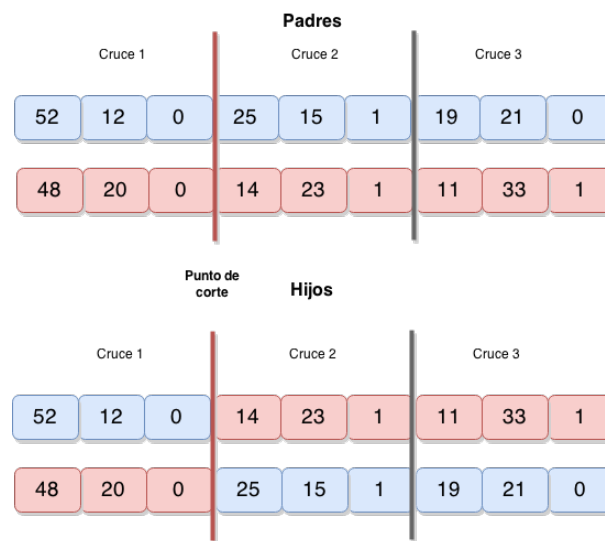 Padres
Cruce 1 Cruce 2 Cruce 3
52 12 0 25 15 1 19 21 0
48 20 0 14 23 1 11 33 1
Punto de
corte
Hijos
Cruce 1 Cruce 2 Cruce 3
52 12 0 14 23 1 11 33 1
48 20 0 25 15 1 19 21 0